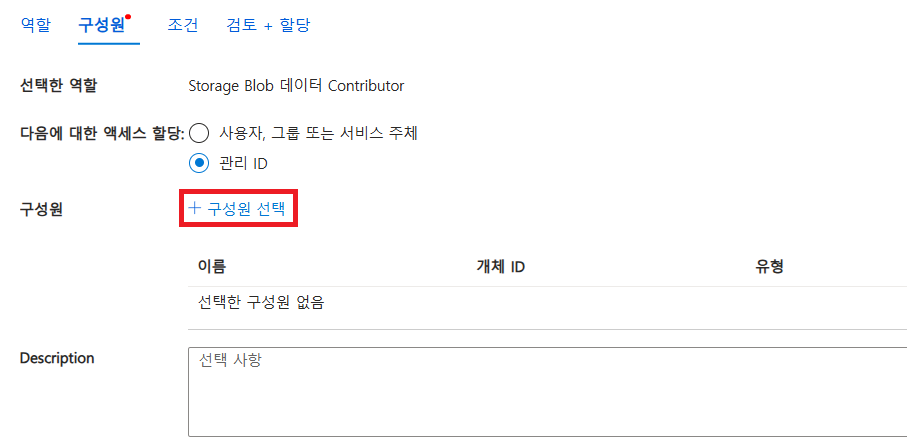 역할 구성원 조건 검토 + 할당
선택한 역할 Storage Blob 데이터 Contributor
다음에 대한 액세스 할당: 사용자, 그룹 또는 서비스 주체
관리 ID
구성원 + 구성원 선택
이름 개체 ID 유형
선택한 구성원 없음
Description 선택 사항